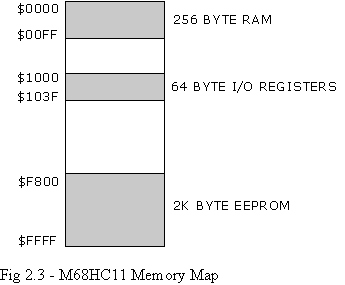 $0000
256 BYTE RAM
$00FF
$1000
64 BYTE I/O REGISTERS
$103F
$F800
2K BYTE EEPROM
$FFFF
Fig 2.3 - M68HC11 Memory Map